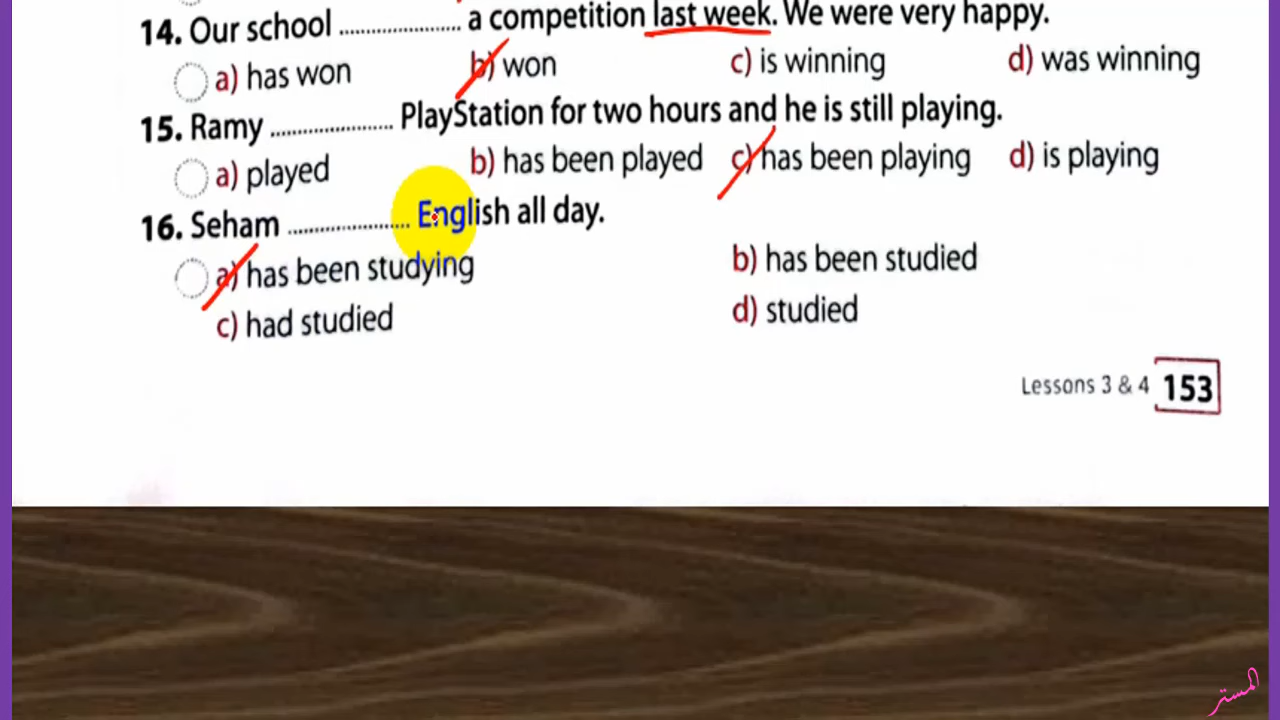 14. Our school ...................... a competition last week. We were very happy.
a) has won b) won c) is winning d) was winning
15. Ramy ...................... PlayStation for two hours and he is still playing.
a) played b) has been played c) has been playing d) is playing
16. Seham ...................... English all day.
a) has been studying b) has been studied
c) had studied d) studied
Lessons 3 & 4 153
المستر